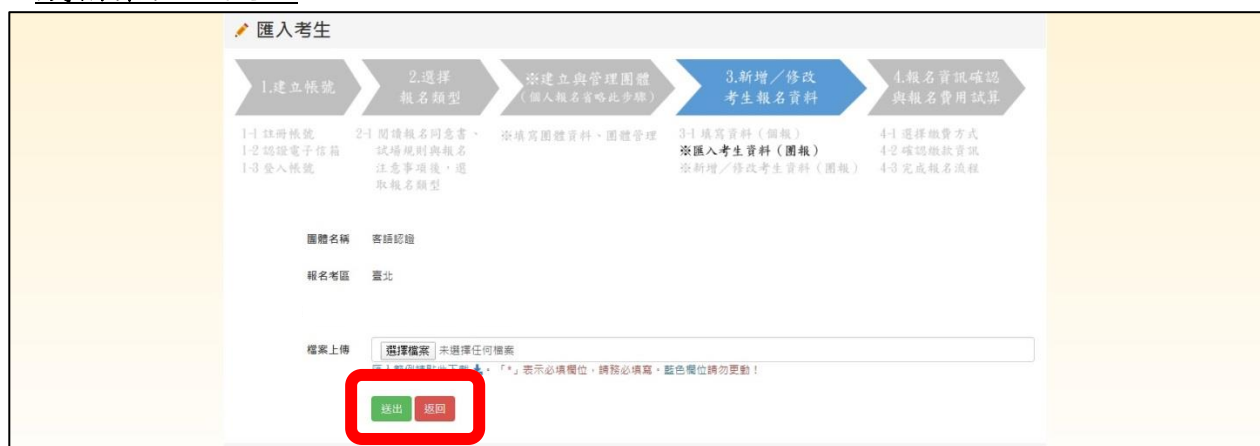 匯入考生
1.建立帳號
2.選擇
報名類型
※建立與管理團體
(個人報名省略此步驟)
3.新增／修改
考生報名資料
4.報名資訊確認
與報名費用試算
1-1 註冊帳號
1-2 認證電子信箱
1-3 登入帳號
2-1 閱讀報名同意書、
試場規則與報名
注意事項後，選
取報名類型
※填寫團體資料、團體管理
3-1 填寫資料（個報）
※匯入考生資料（團報）
※新增／修改考生資料（團報）
4-1 選擇繳費方式
4-2 確認繳款資訊
4-3 完成報名流程
團體名稱 客語認證
報名考區 臺北
檔案上傳 選擇檔案 未選擇任何檔案
「*」表示必填欄位，請務必填寫，藍色欄位請勿更動！
送出 返回